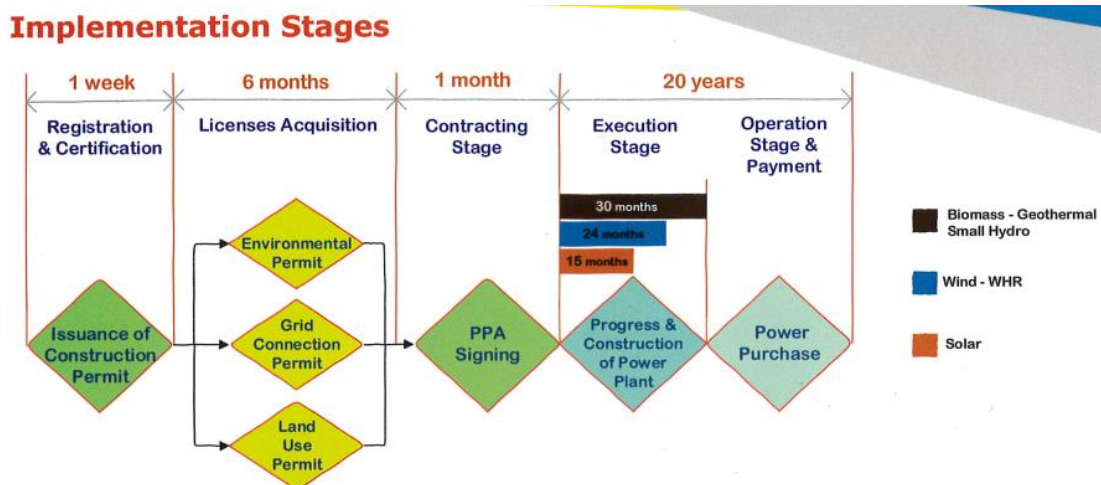 Implementation Stages
1 week
6 months
1 month
20 years
Registration
& Certification
Licenses Acquisition
Contracting
Stage
Execution
Stage
Operation
Stage &
Payment
30 months
24 months
15 months
Biomass - Geothermal
Small Hydro
Wind - WHR
Solar
Issuance of
Construction
Permit
Environmental
Permit
Grid
Connection
Permit
Land
Use
Permit
PPA
Signing
Progress &
Construction
of Power
Plant
Power
Purchase